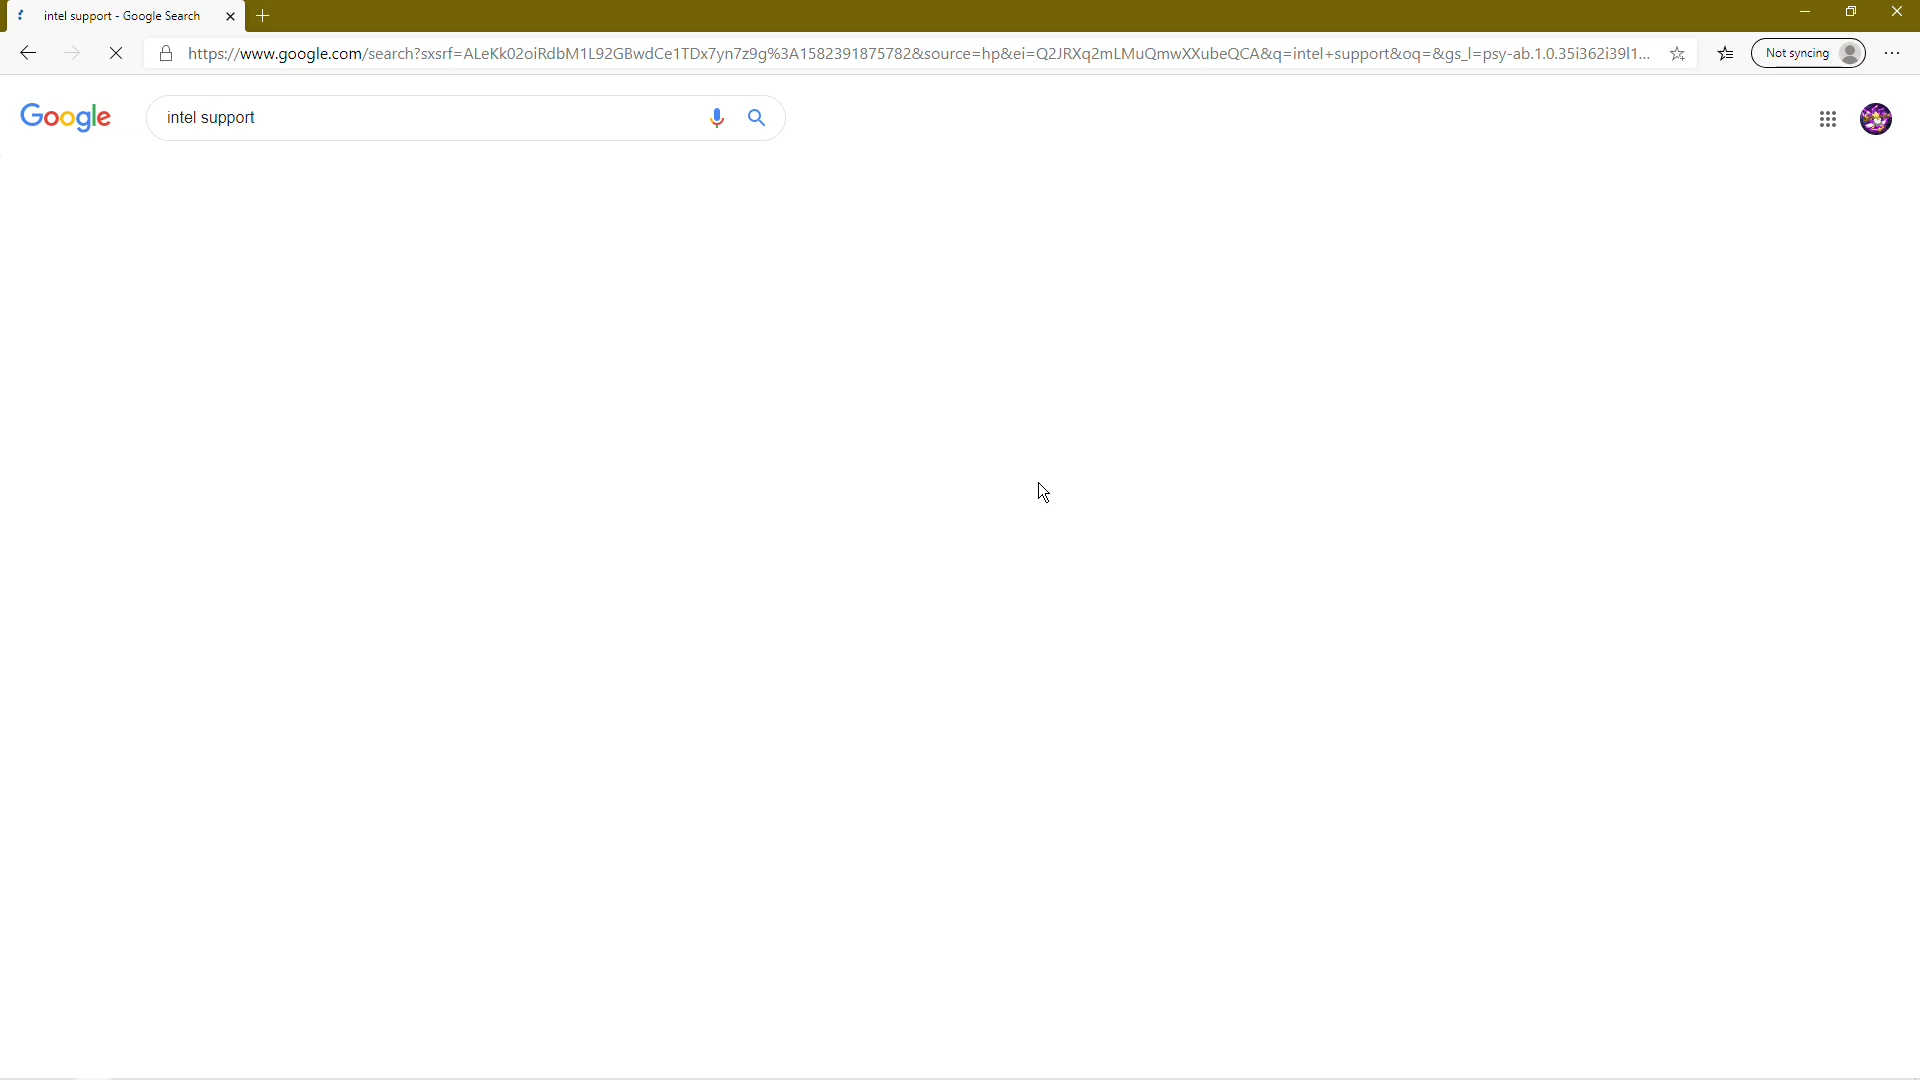 intel support - Google Search
https://www.google.com/search?sxsrf=ALeKk02oiRdbM1L92GBwdCe1TDx7yn7z9g%3A1582391875782&source=hp&ei=Q2JRXq2mLMuQmwXXubeQCA&q=intel+support&oq=&gs_l=psy-ab.1.0.35i362i39l1...
Not syncing
Google
intel support